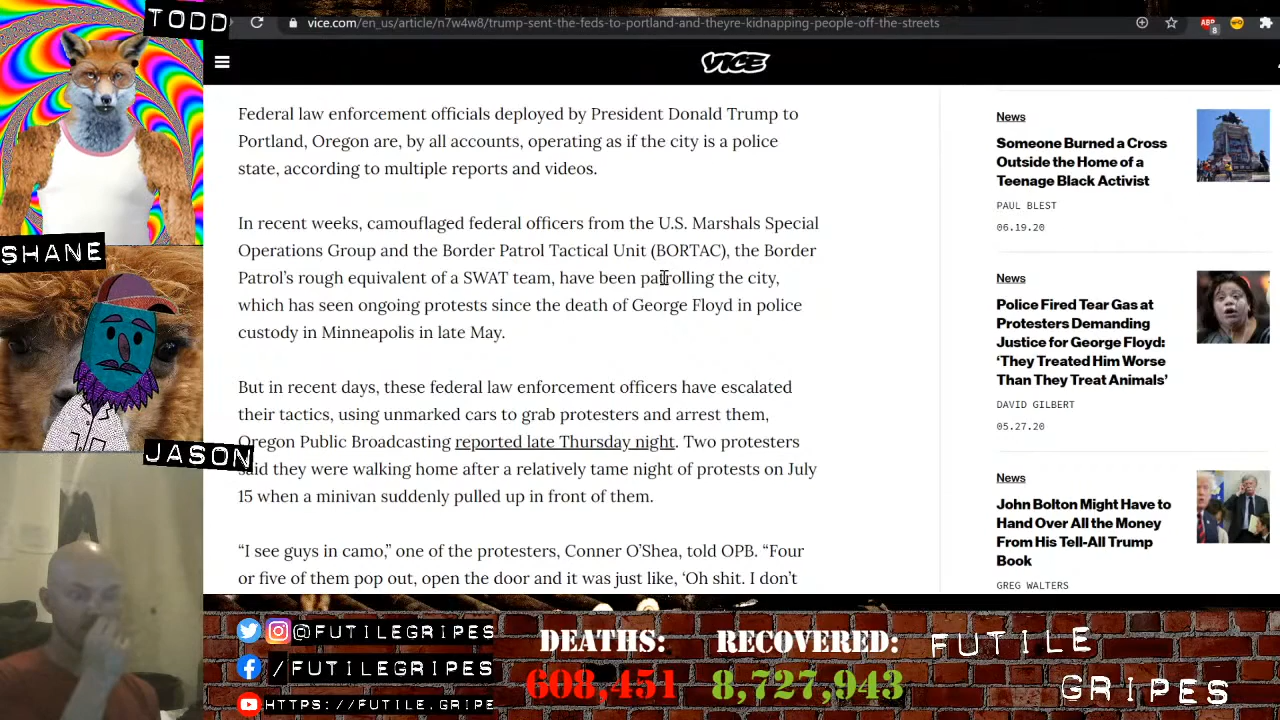 TODD
vice.com/en_us/article/n7w4w8/trump-sent-the-feds-to-portland-and-theyre-kidnapping-people-off-the-streets
ABP
8
VICE
Federal law enforcement officials deployed by President Donald Trump to
Portland, Oregon are, by all accounts, operating as if the city is a police
state, according to multiple reports and videos.
In recent weeks, camouflaged federal officers from the U.S. Marshals Special
Operations Group and the Border Patrol Tactical Unit (BORTAC), the Border
Patrol's rough equivalent of a SWAT team, have been patrolling the city,
which has seen ongoing protests since the death of George Floyd in police
custody in Minneapolis in late May.
But in recent days, these federal law enforcement officers have escalated
their tactics, using unmarked cars to grab protesters and arrest them,
Oregon Public Broadcasting reported late Thursday night. Two protesters
said they were walking home after a relatively tame night of protests on July
15 when a minivan suddenly pulled up in front of them.
“I see guys in camo,” one of the protesters, Conner O’Shea, told OPB. “Four
or five of them pop out, open the door and it was just like, ‘Oh shit. I don’t
News
Someone Burned a Cross
Outside the Home of a
Teenage Black Activist
PAUL BLEST
06.19.20
News
Police Fired Tear Gas at
Protesters Demanding
Justice for George Floyd:
‘They Treated Him Worse
Than They Treat Animals’
DAVID GILBERT
05.27.20
News
John Bolton Might Have to
Hand Over All the Money
From His Tell-All Trump
Book
GREG WALTERS
SHANE
JASON
@FUTILEGRIPES
/FUTILEGRIPES
HTTPS://FUTILE.GRIPE
DEATHS:
608,451
RECOVERED:
8,727,943
FUTILE
GRIPES